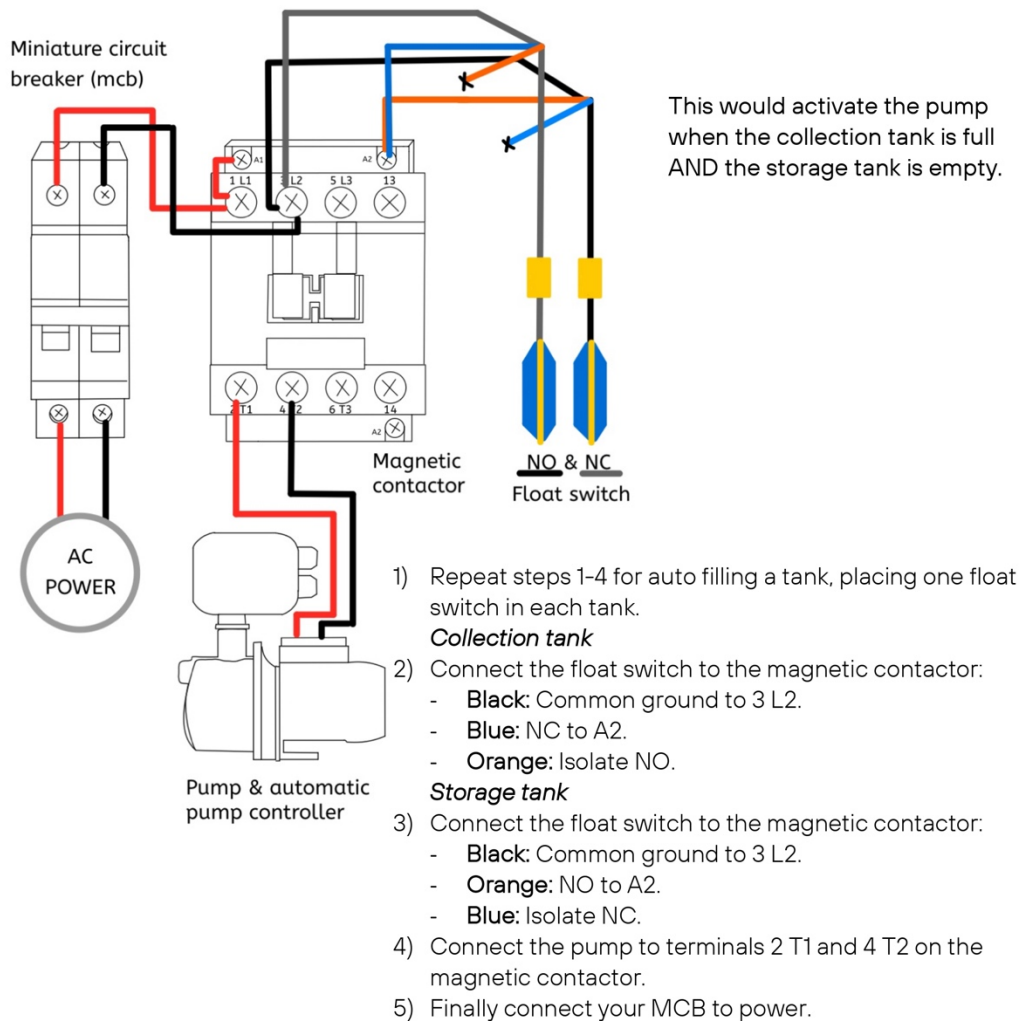 Miniature circuit
breaker (mcb)
This would activate the pump
when the collection tank is full
AND the storage tank is empty.
A1
A2
1 L1
L2
5 L3
13
2 T1
4
6 T3
14
A2
Magnetic
contactor
NO & NC
Float switch
AC
POWER
Pump & automatic
pump controller
1) Repeat steps 1-4 for auto filling a tank, placing one float
switch in each tank.
Collection tank
2) Connect the float switch to the magnetic contactor:
- Black: Common ground to 3 L2.
- Blue: NC to A2.
- Orange: Isolate NO.
Storage tank
3) Connect the float switch to the magnetic contactor:
- Black: Common ground to 3 L2.
- Orange: NO to A2.
- Blue: Isolate NC.
4) Connect the pump to terminals 2 T1 and 4 T2 on the
magnetic contactor.
5) Finally connect your MCB to power.